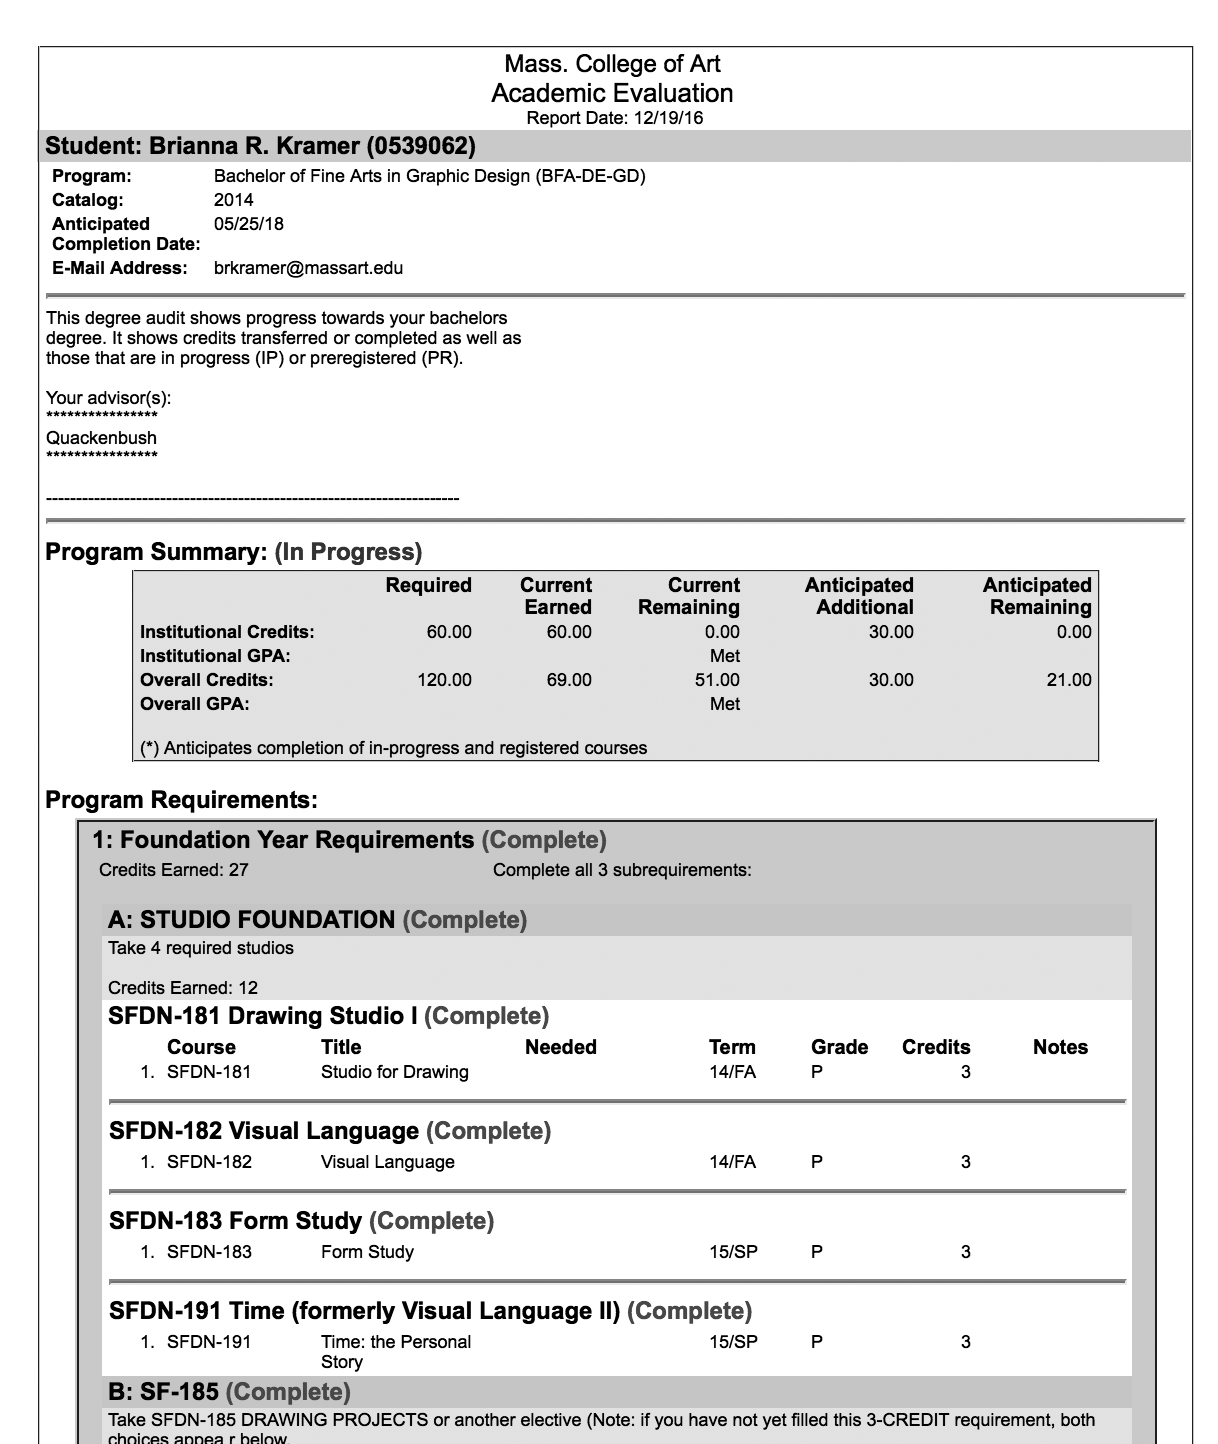 Mass. College of Art
Academic Evaluation
Report Date: 12/19/16
Student: Brianna R. Kramer (0539062)
Program: Bachelor of Fine Arts in Graphic Design (BFA-DE-GD)
Catalog: 2014
Anticipated 05/25/18
Completion Date:
E-Mail Address: brkramer@massart.edu
This degree audit shows progress towards your bachelors
degree. It shows credits transferred or completed as well as
those that are in progress (IP) or preregistered (PR).
Your advisor(s):
****************
Quackenbush
****************
---------------------------------------------------------------------
Program Summary: (In Progress)
Required Current Current Anticipated Anticipated
Earned Remaining Additional Remaining
Institutional Credits: 60.00 60.00 0.00 30.00 0.00
Institutional GPA: Met
Overall Credits: 120.00 69.00 51.00 30.00 21.00
Overall GPA: Met
(*) Anticipates completion of in-progress and registered courses
Program Requirements:
1: Foundation Year Requirements (Complete)
Credits Earned: 27 Complete all 3 subrequirements:
A: STUDIO FOUNDATION (Complete)
Take 4 required studios
Credits Earned: 12
SFDN-181 Drawing Studio I (Complete)
Course Title Needed Term Grade Credits Notes
1. SFDN-181 Studio for Drawing 14/FA P 3
SFDN-182 Visual Language (Complete)
1. SFDN-182 Visual Language 14/FA P 3
SFDN-183 Form Study (Complete)
1. SFDN-183 Form Study 15/SP P 3
SFDN-191 Time (formerly Visual Language II) (Complete)
1. SFDN-191 Time: the Personal 15/SP P 3
Story
B: SF-185 (Complete)
Take SFDN-185 DRAWING PROJECTS or another elective (Note: if you have not yet filled this 3-CREDIT requirement, both
choices appea r below.